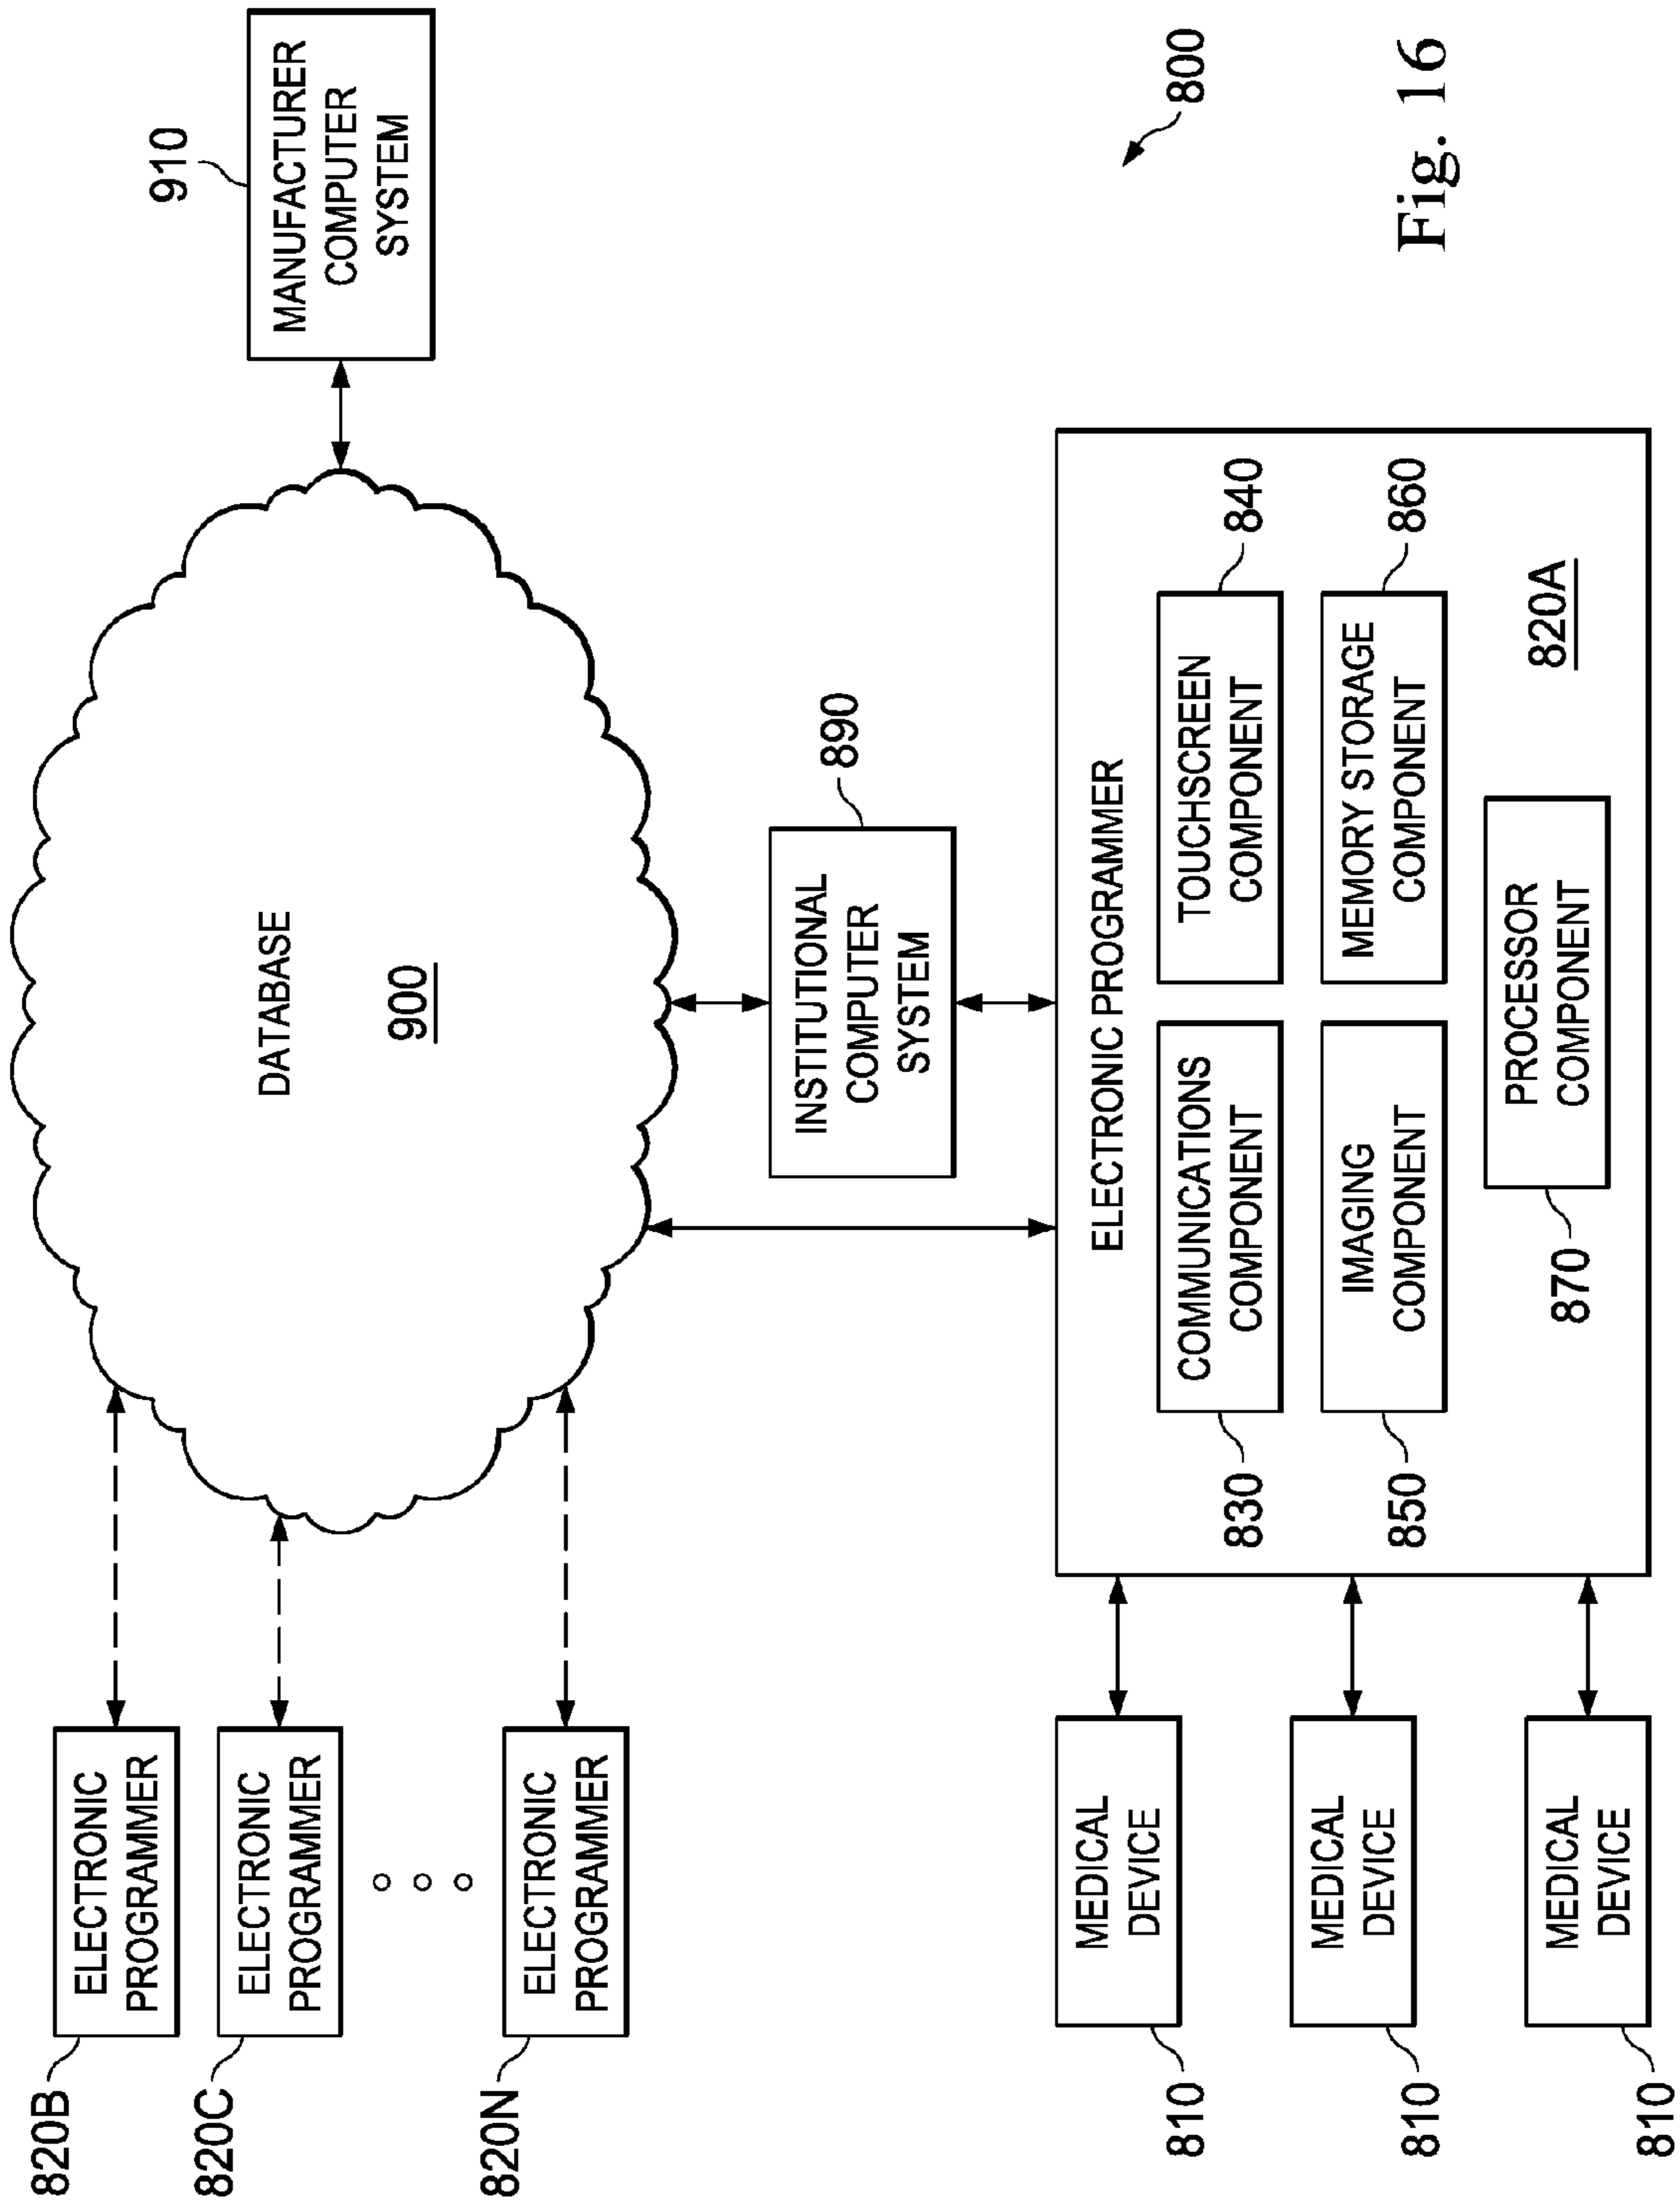 820B
ELECTRONIC
PROGRAMMER
820C
ELECTRONIC
PROGRAMMER
820N
ELECTRONIC
PROGRAMMER
DATABASE
900
910
MANUFACTURER
COMPUTER
SYSTEM
INSTITUTIONAL
COMPUTER
SYSTEM
890
810
MEDICAL
DEVICE
810
MEDICAL
DEVICE
810
MEDICAL
DEVICE
ELECTRONIC PROGRAMMER
830
COMMUNICATIONS
COMPONENT
TOUCHSCREEN
COMPONENT
840
850
IMAGING
COMPONENT
MEMORY STORAGE
COMPONENT
860
870
PROCESSOR
COMPONENT
820A
800
Fig. 16